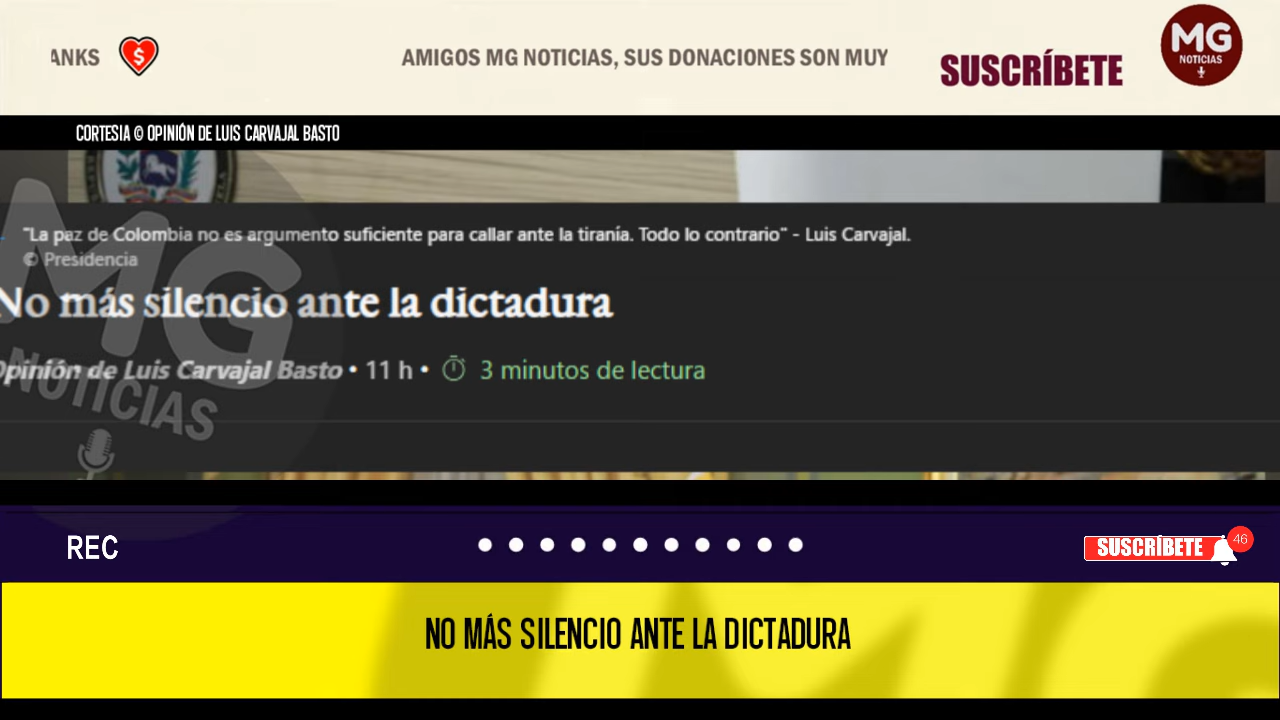 ANKS
AMIGOS MG NOTICIAS, SUS DONACIONES SON MUY
SUSCRÍBETE
MG
NOTICIAS
CORTESIA © OPINIÓN DE LUIS CARVAJAL BASTO
"La paz de Colombia no es argumento suficiente para callar ante la tiranía. Todo lo contrario" - Luis Carvajal.
© Presidencia
No más silencio ante la dictadura
Opinión de Luis Carvajal Basto • 11 h • 3 minutos de lectura
MG
NOTICIAS
REC
SUSCRÍBETE
46
NO MÁS SILENCIO ANTE LA DICTADURA